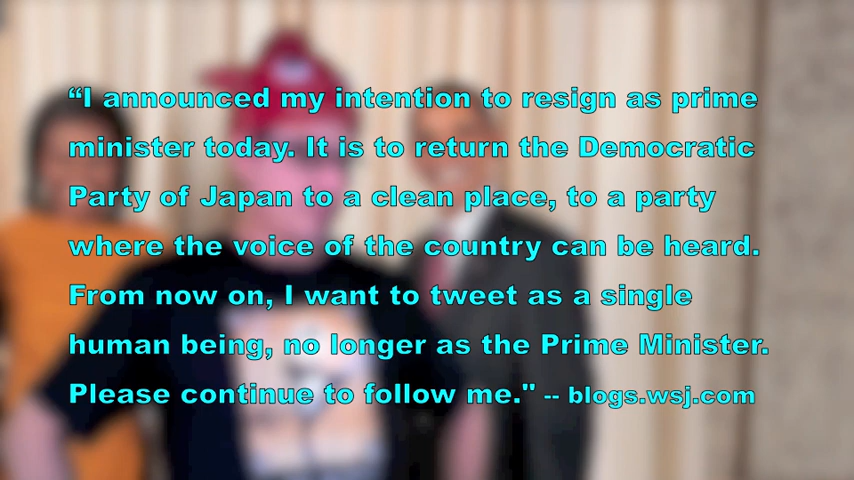 “I announced my intention to resign as prime
minister today. It is to return the Democratic
Party of Japan to a clean place, to a party
where the voice of the country can be heard.
From now on, I want to tweet as a single
human being, no longer as the Prime Minister.
Please continue to follow me." -- blogs.wsj.com